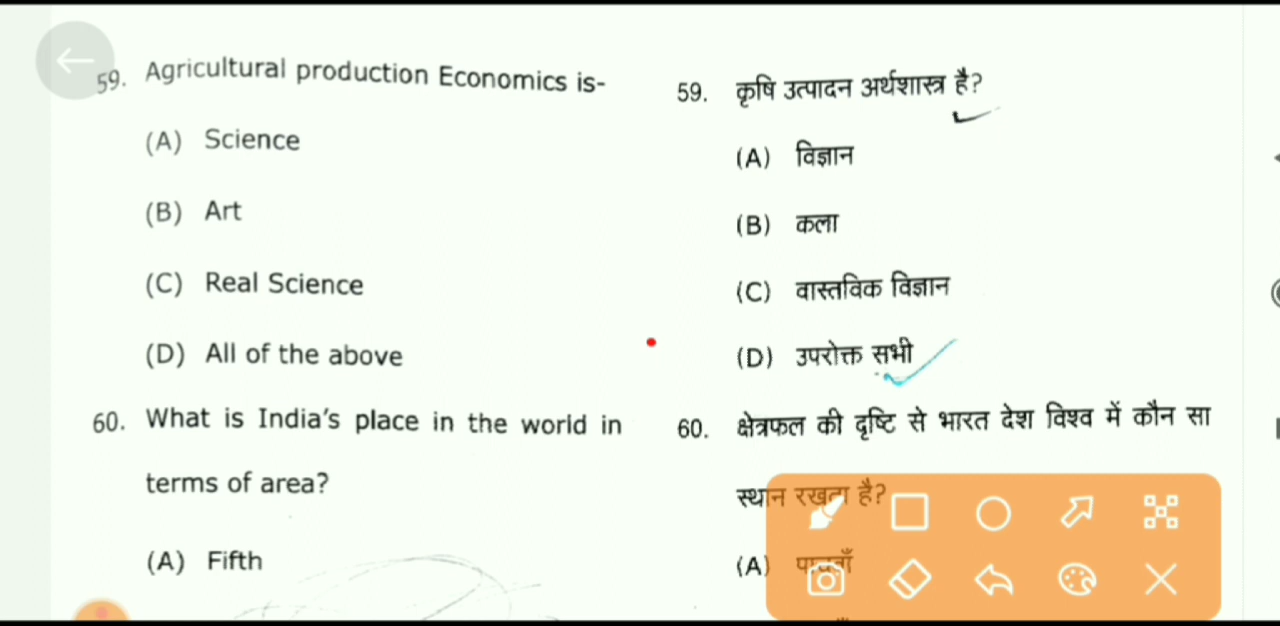 59. Agricultural production Economics is-
(A) Science
(B) Art
(C) Real Science
(D) All of the above
60. What is India's place in the world in
terms of area?
(A) Fifth
59. कृषि उत्पादन अर्थशास्त्र है?
(A) विज्ञान
(B) कला
(C) वास्तविक विज्ञान
(D) उपरोक्त सभी
60. क्षेत्रफल की दृष्टि से भारत देश विश्व में कौन सा
स्थान रखता है?
(A)